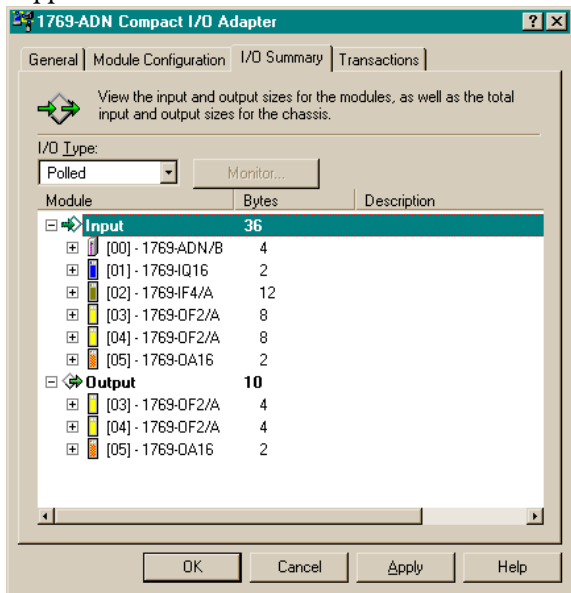 1769-ADN Compact I/O Adapter
General Module Configuration I/O Summary Transactions
View the input and output sizes for the modules, as well as the total
input and output sizes for the chassis.
I/O Type:
Polled Monitor...
Module Bytes Description
Input 36
[00] - 1769-ADN/B 4
[01] - 1769-IQ16 2
[02] - 1769-IF4/A 12
[03] - 1769-OF2/A 8
[04] - 1769-OF2/A 8
[05] - 1769-OA16 2
Output 10
[03] - 1769-OF2/A 4
[04] - 1769-OF2/A 4
[05] - 1769-OA16 2
OK Cancel Apply Help